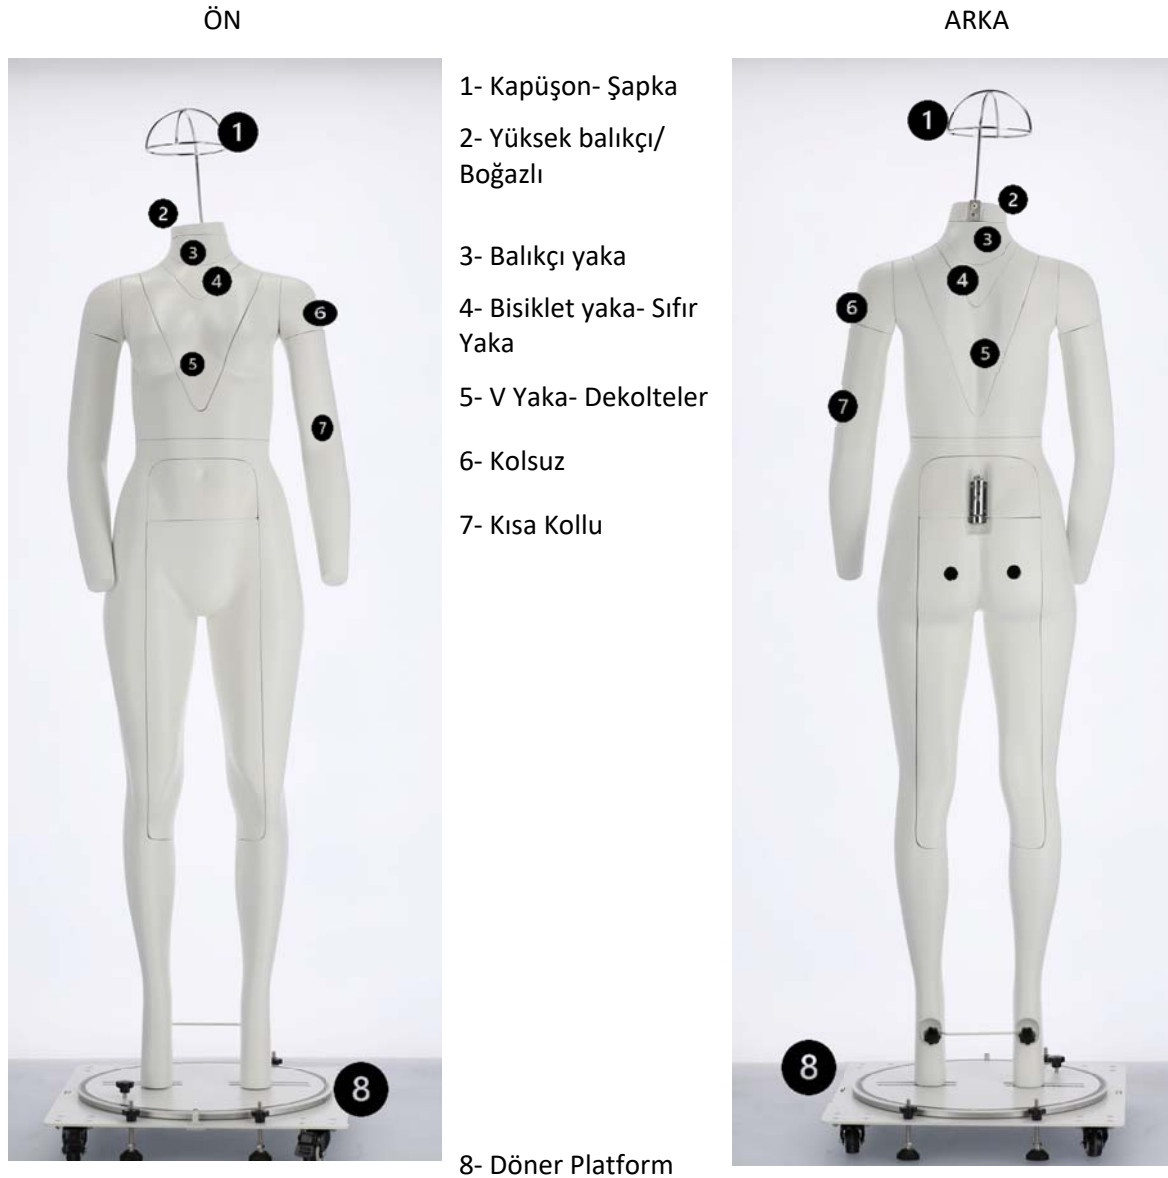 ÖN
ARKA
1- Kapüşon- Şapka
2- Yüksek balıkçı/
Boğazlı
3- Balıkçı yaka
4- Bisiklet yaka- Sıfır
Yaka
5- V Yaka- Dekolteler
6- Kolsuz
7- Kısa Kollu
8- Döner Platform
1
2
3
4
5
6
7
8
1
2
3
4
5
6
7
8